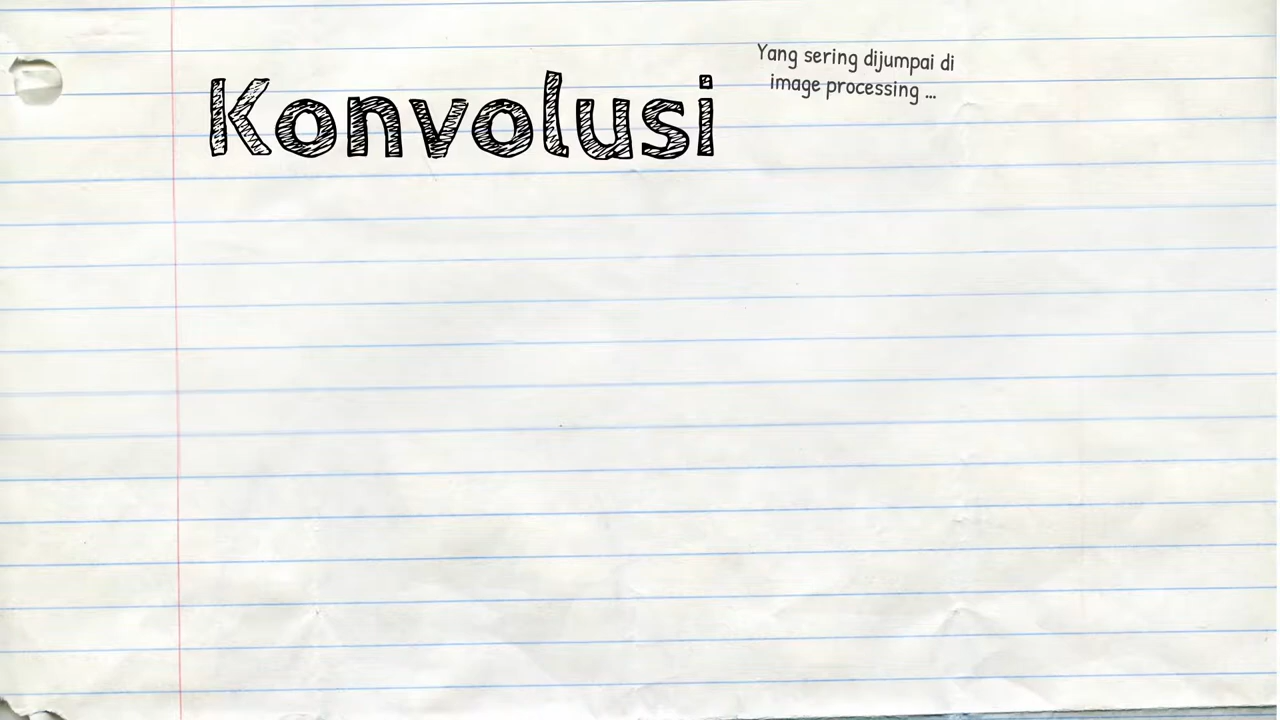 Konvolusi
Yang sering dijumpai di
image processing ...